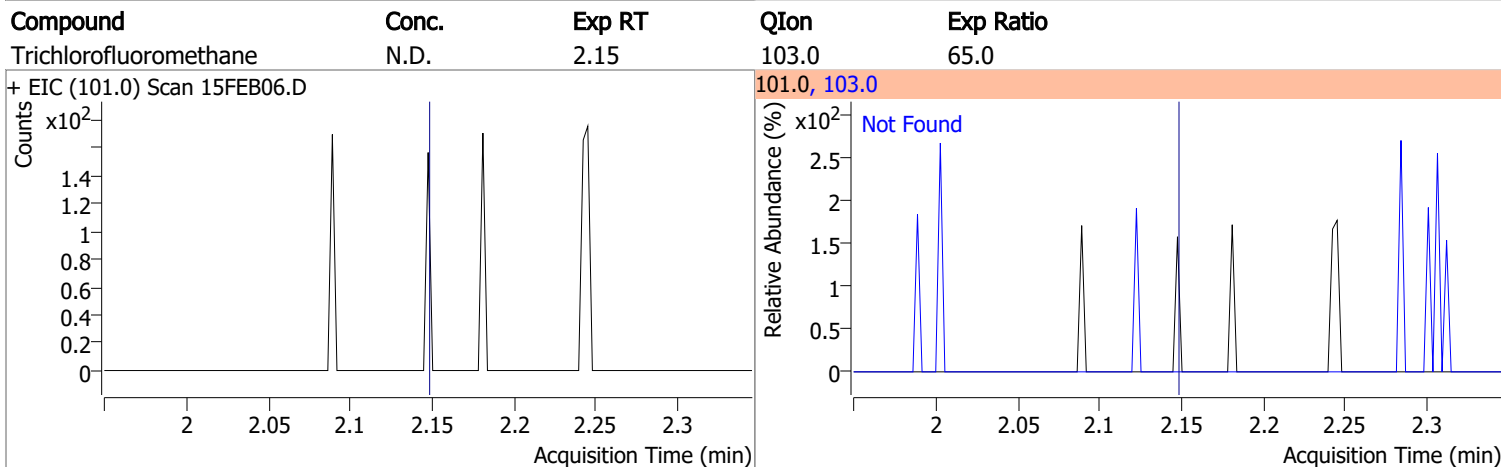 Compound Conc. Exp RT QIon Exp Ratio
Trichlorofluoromethane N.D. 2.15 103.0 65.0
+ EIC (101.0) Scan 15FEB06.D
Counts
x10²
1.4
1.2
1
0.8
0.6
0.4
0.2
0
2 2.05 2.1 2.15 2.2 2.25 2.3
Acquisition Time (min)
101.0, 103.0
Relative Abundance (%)
x10²
Not Found
2.5
2
1.5
1
0.5
0
2 2.05 2.1 2.15 2.2 2.25 2.3
Acquisition Time (min)